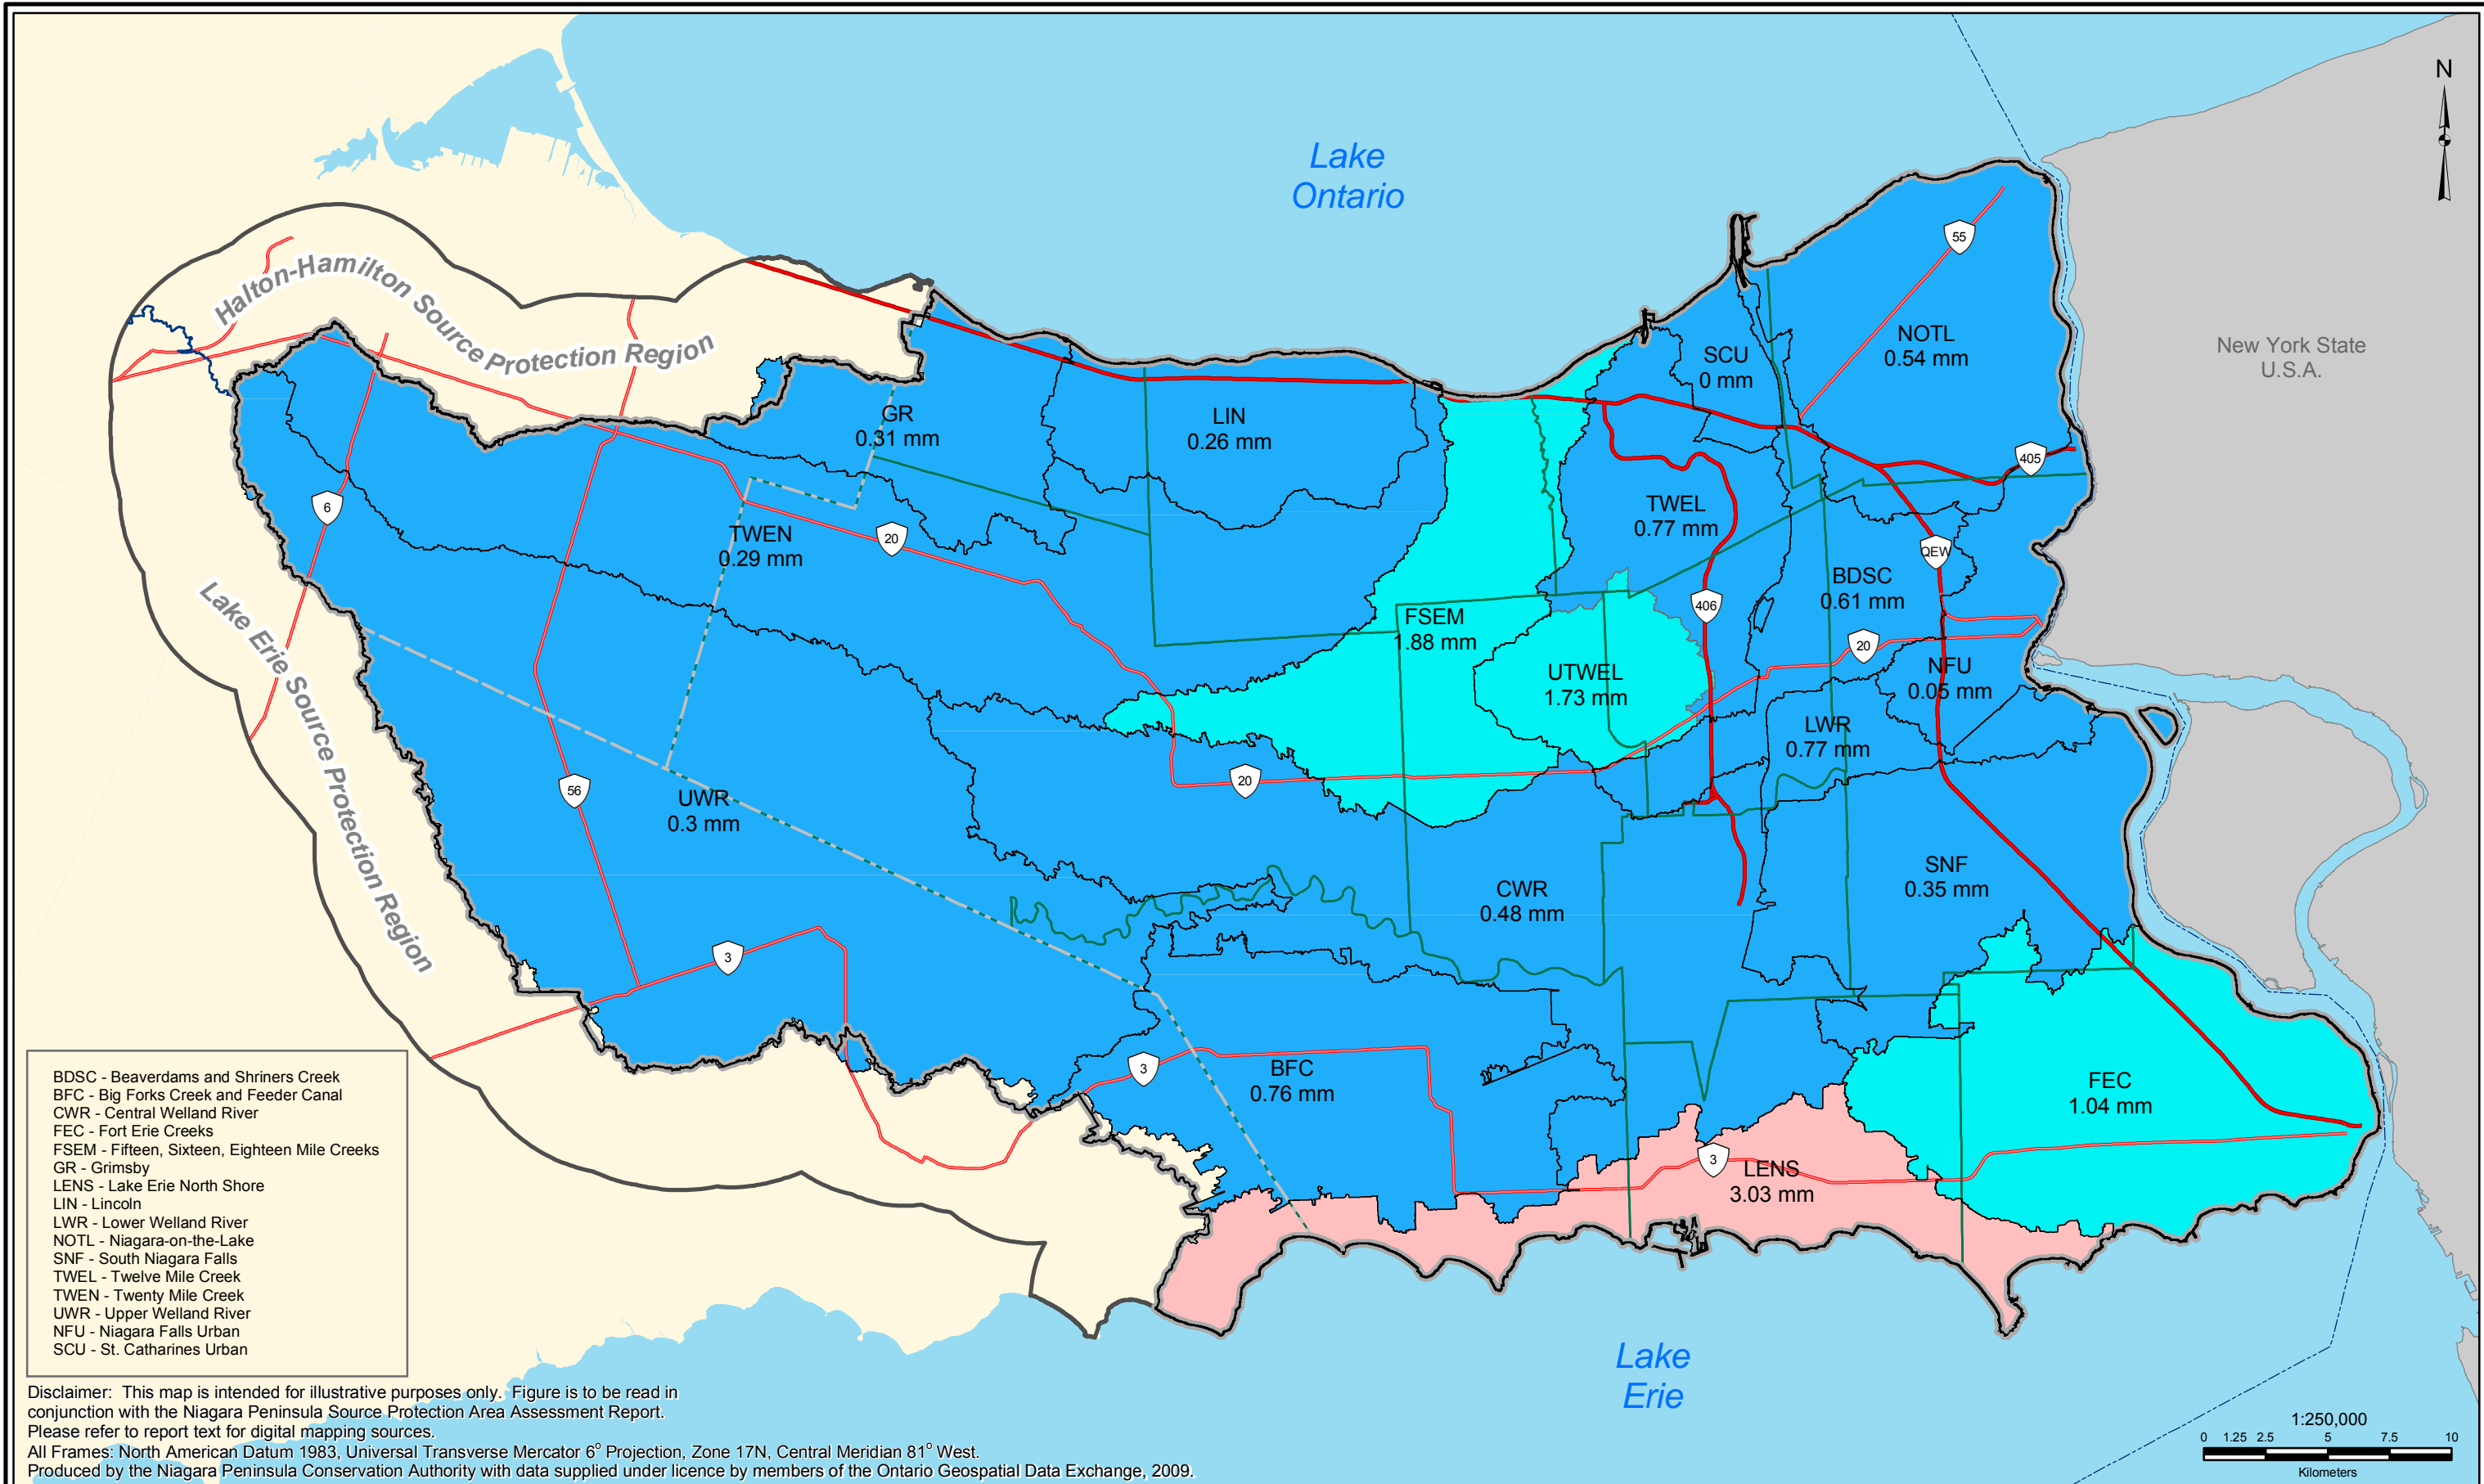 N
Lake
Ontario
55
Halton-Hamilton Source Protection Region
NOTL
0.54 mm
New York State
U.S.A.
SCU
0 mm
GR
0.31 mm
LIN
0.26 mm
405
6
TWEL
0.77 mm
TWEN
0.29 mm
20
QEW
BDSC
0.61 mm
406
FSEM
1.88 mm
20
Lake Erie Source Protection Region
UTWEL
1.73 mm
NFU
0.05 mm
LWR
0.77 mm
56
20
UWR
0.3 mm
CWR
0.48 mm
SNF
0.35 mm
3
3
BFC
0.76 mm
FEC
1.04 mm
3
LENS
3.03 mm
BDSC - Beaverdams and Shriners Creek
BFC - Big Forks Creek and Feeder Canal
CWR - Central Welland River
FEC - Fort Erie Creeks
FSEM - Fifteen, Sixteen, Eighteen Mile Creeks
GR - Grimsby
LENS - Lake Erie North Shore
LIN - Lincoln
LWR - Lower Welland River
NOTL - Niagara-on-the-Lake
SNF - South Niagara Falls
TWEL - Twelve Mile Creek
TWEN - Twenty Mile Creek
UWR - Upper Welland River
NFU - Niagara Falls Urban
SCU - St. Catharines Urban
Lake
Erie
Disclaimer: This map is intended for illustrative purposes only. Figure is to be read in
conjunction with the Niagara Peninsula Source Protection Area Assessment Report.
Please refer to report text for digital mapping sources.
All Frames: North American Datum 1983, Universal Transverse Mercator 6° Projection, Zone 17N, Central Meridian 81° West.
Produced by the Niagara Peninsula Conservation Authority with data supplied under licence by members of the Ontario Geospatial Data Exchange, 2009.
1:250,000
0 1.25 2.5 5 7.5 10
Kilometers